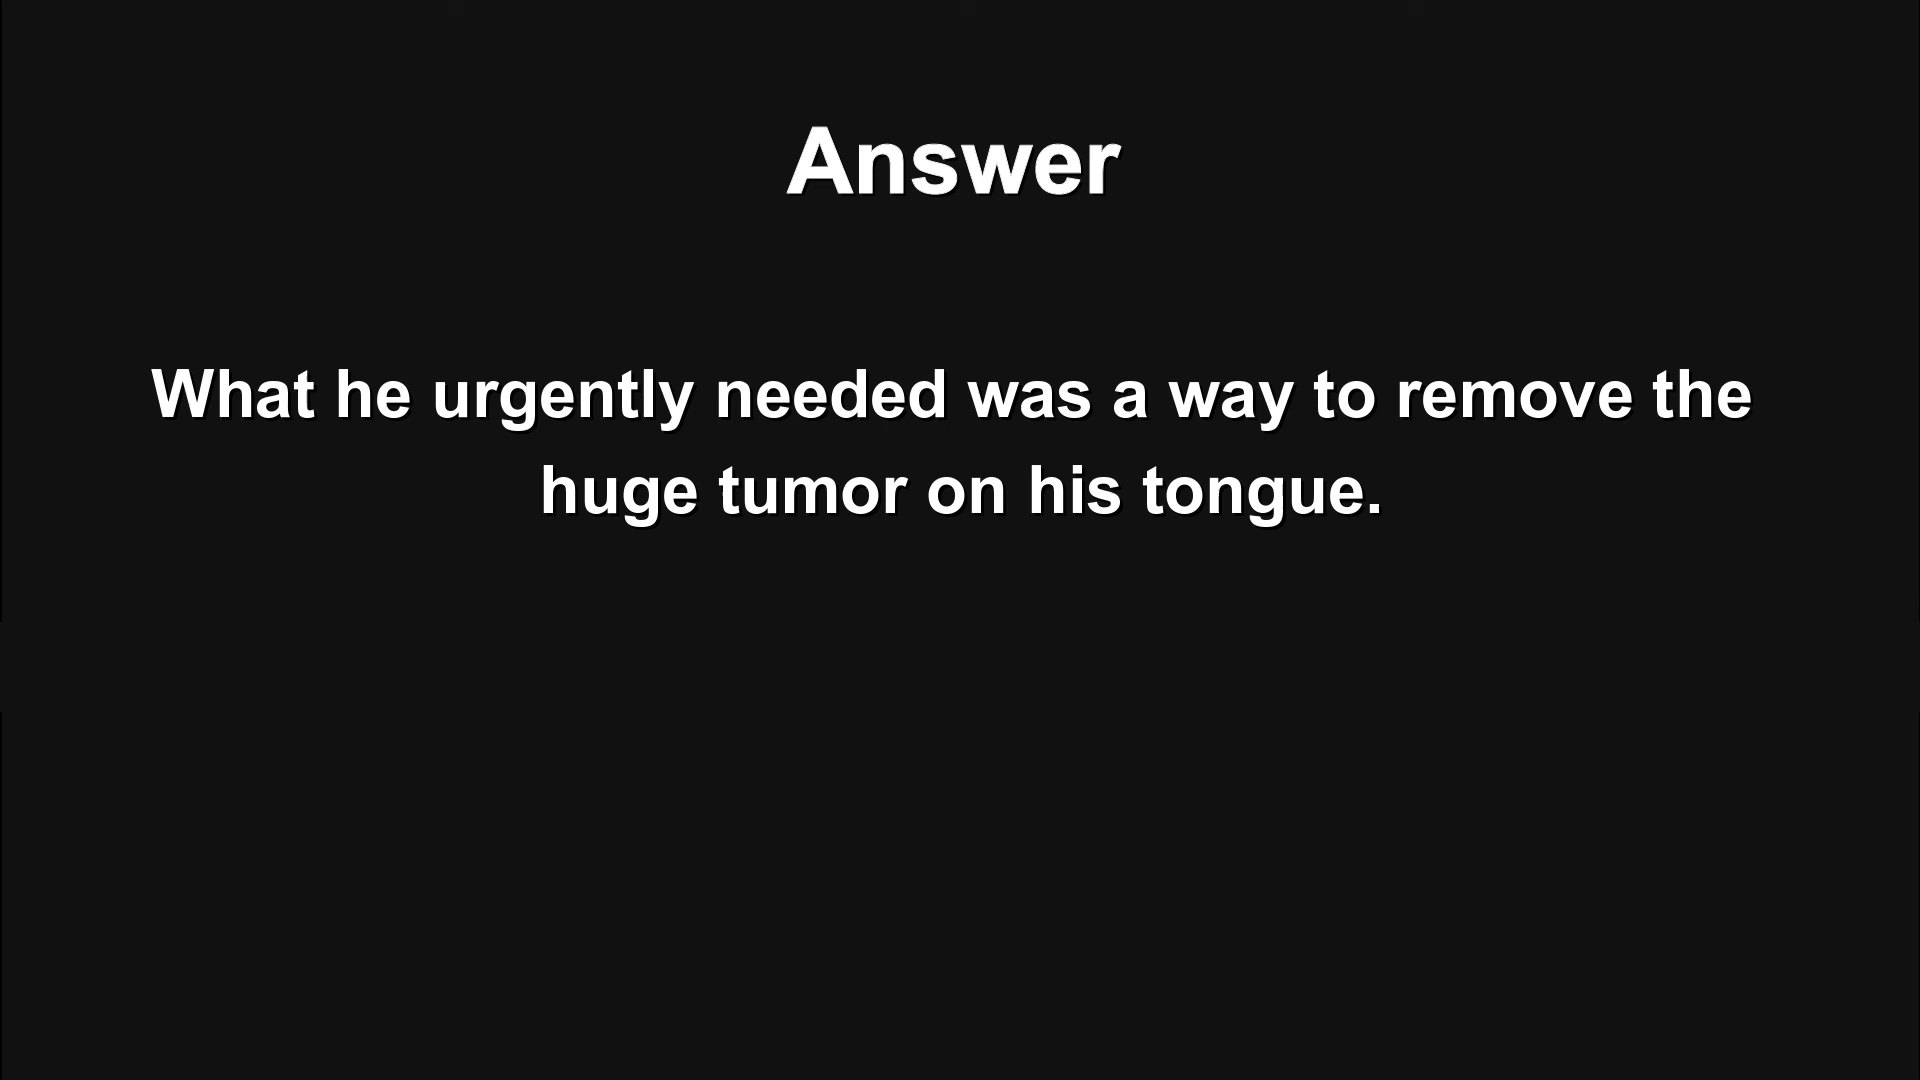 Answer
What he urgently needed was a way to remove the
huge tumor on his tongue.